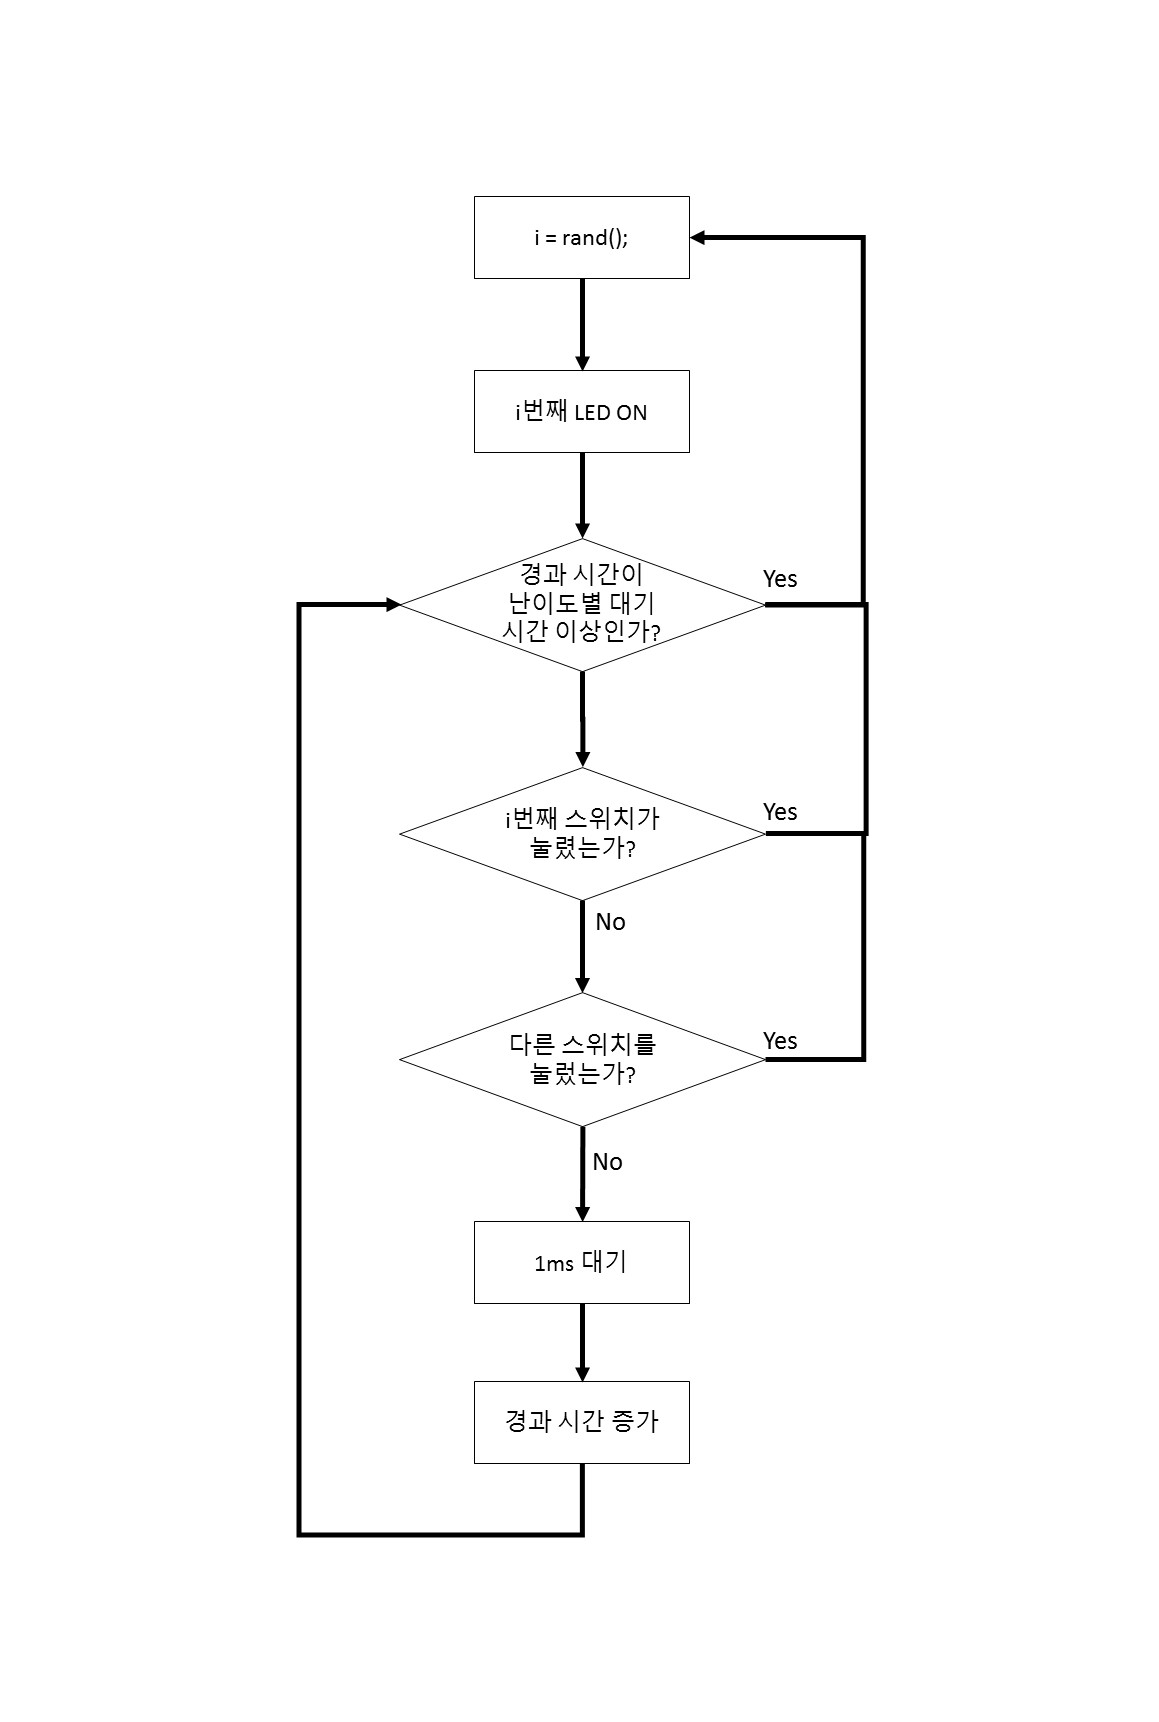 i = rand();
i번째 LED ON
경과 시간이
난이도별 대기
시간 이상인가?
Yes
i번째 스위치가
눌렸는가?
Yes
No
다른 스위치를
눌렀는가?
Yes
No
1ms 대기
경과 시간 증가